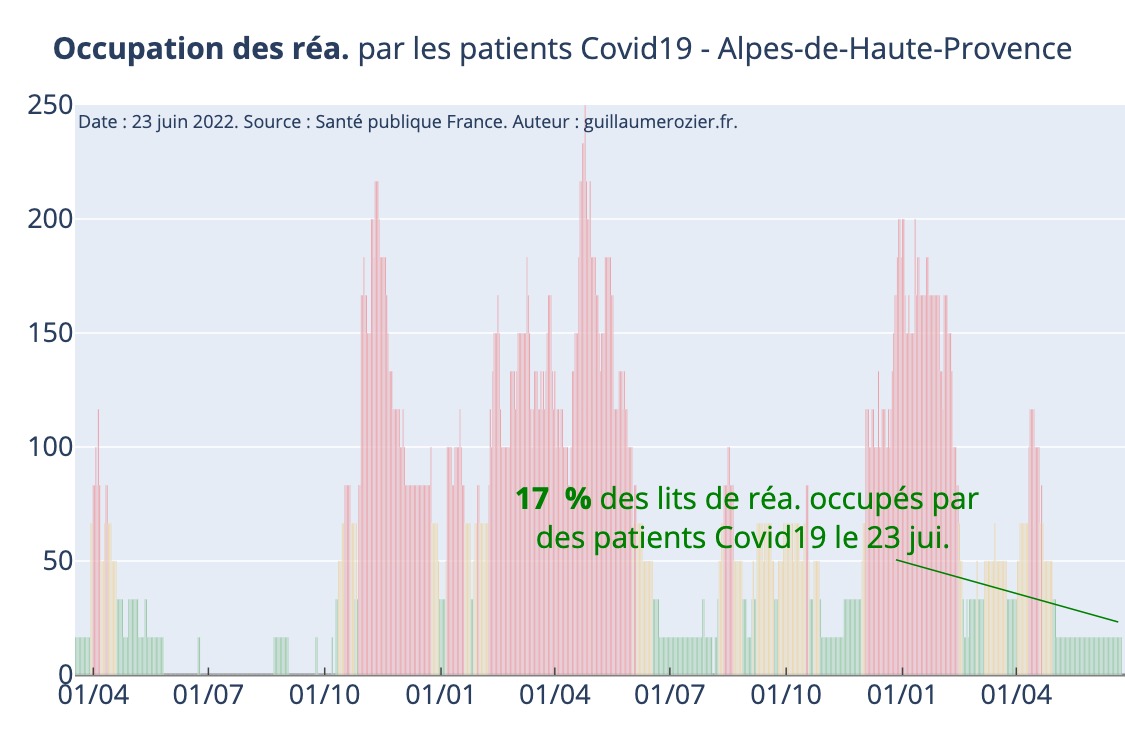 Occupation des réa. par les patients Covid19 - Alpes-de-Haute-Provence
250
Date : 23 juin 2022. Source : Santé publique France. Auteur : guillaumerozier.fr.
200
150
100
17  % des lits de réa. occupés par
des patients Covid19 le 23 jui.
50
0
01/04 01/07 01/10 01/01 01/04 01/07 01/10 01/01 01/04